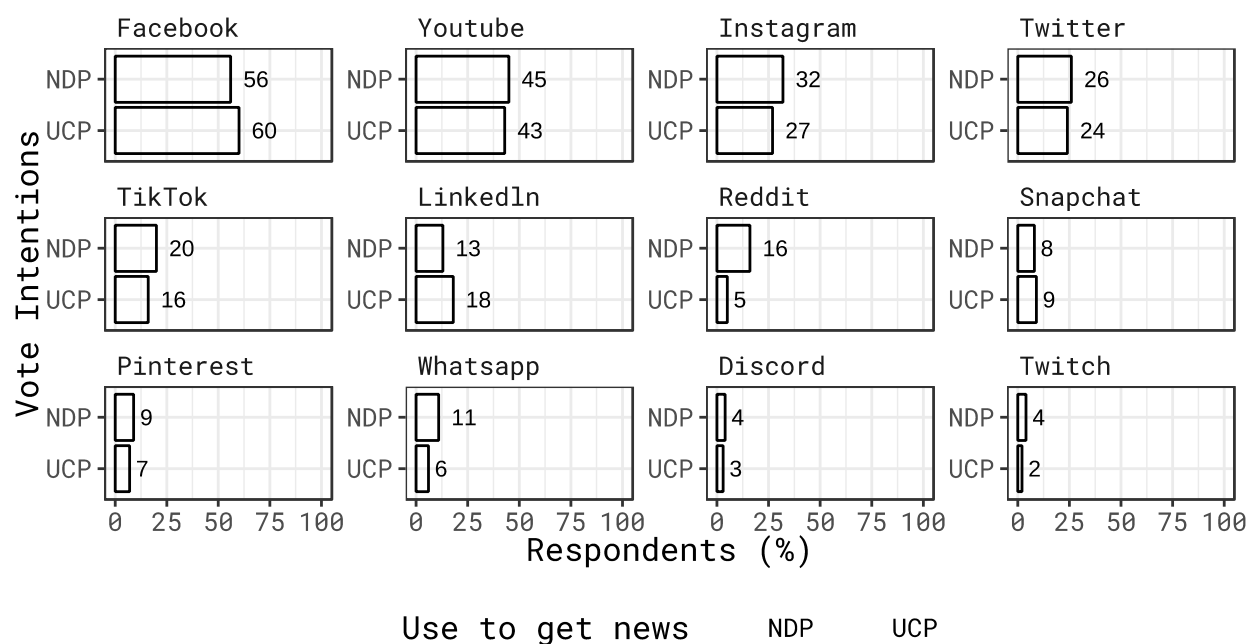 Facebook Youtube Instagram Twitter
NDP 56 NDP 45 NDP 32 NDP 26
UCP 60 UCP 43 UCP 27 UCP 24
TikTok Linkedln Reddit Snapchat
NDP 20 NDP 13 NDP 16 NDP 8
UCP 16 UCP 18 UCP 5 UCP 9
Vote Intentions
Pinterest Whatsapp Discord Twitch
NDP 9 NDP 11 NDP 4 NDP 4
UCP 7 UCP 6 UCP 3 UCP 2
0 25 50 75 100 0 25 50 75 100 0 25 50 75 100 0 25 50 75 100
Respondents (%)
Use to get news NDP UCP